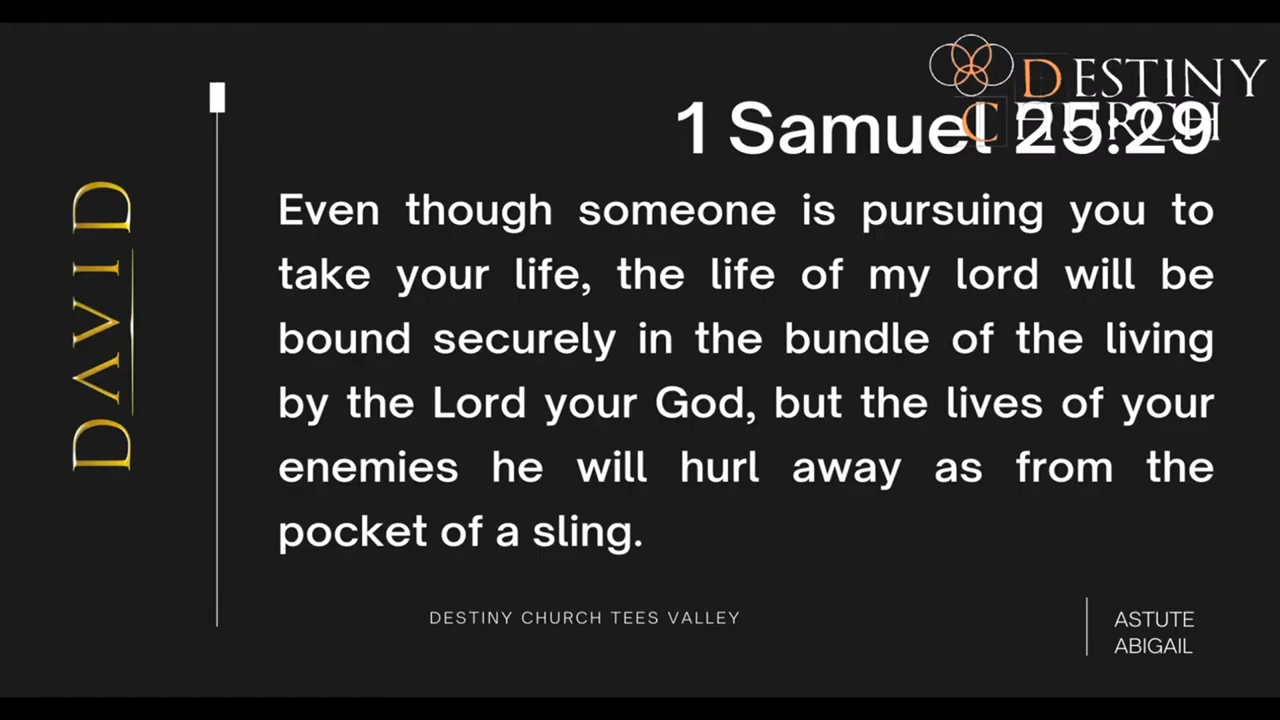 DESTINY
CHURCH
1 Samuel 25:29
DAVID
Even though someone is pursuing you to
take your life, the life of my lord will be
bound securely in the bundle of the living
by the Lord your God, but the lives of your
enemies he will hurl away as from the
pocket of a sling.
DESTINY CHURCH TEES VALLEY
ASTUTE
ABIGAIL